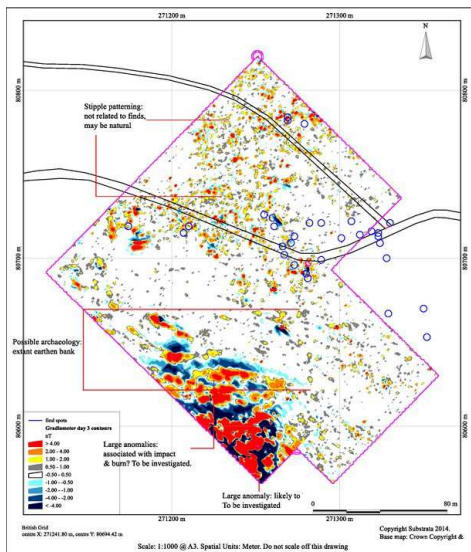 271200 m
271300 m
N
80800 m
Stipple patterning:
not related to finds,
may be natural
80700 m
Possible archaeology:
extant earthen bank
80600 m
find spots
Gradiometer day 3 contours
nT
> 4.00
2.00 - 4.00
1.00 - 2.00
0.50 - 1.00
-0.50 - 0.50
-1.00 - -0.50
-2.00 - -1.00
-4.00 - -2.00
< -4.00
Large anomalies:
associated with impact
& burn? To be investigated.
Large anomaly: likely to
To be investigated
271200 m
271300 m
0
80 m
British Grid
centre X: 271241.80 m, centre Y: 80694.42 m
Copyright Substrata 2014.
Base map: Crown Copyright &
Scale: 1:1000 @ A3. Spatial Units: Meter. Do not scale off this drawing